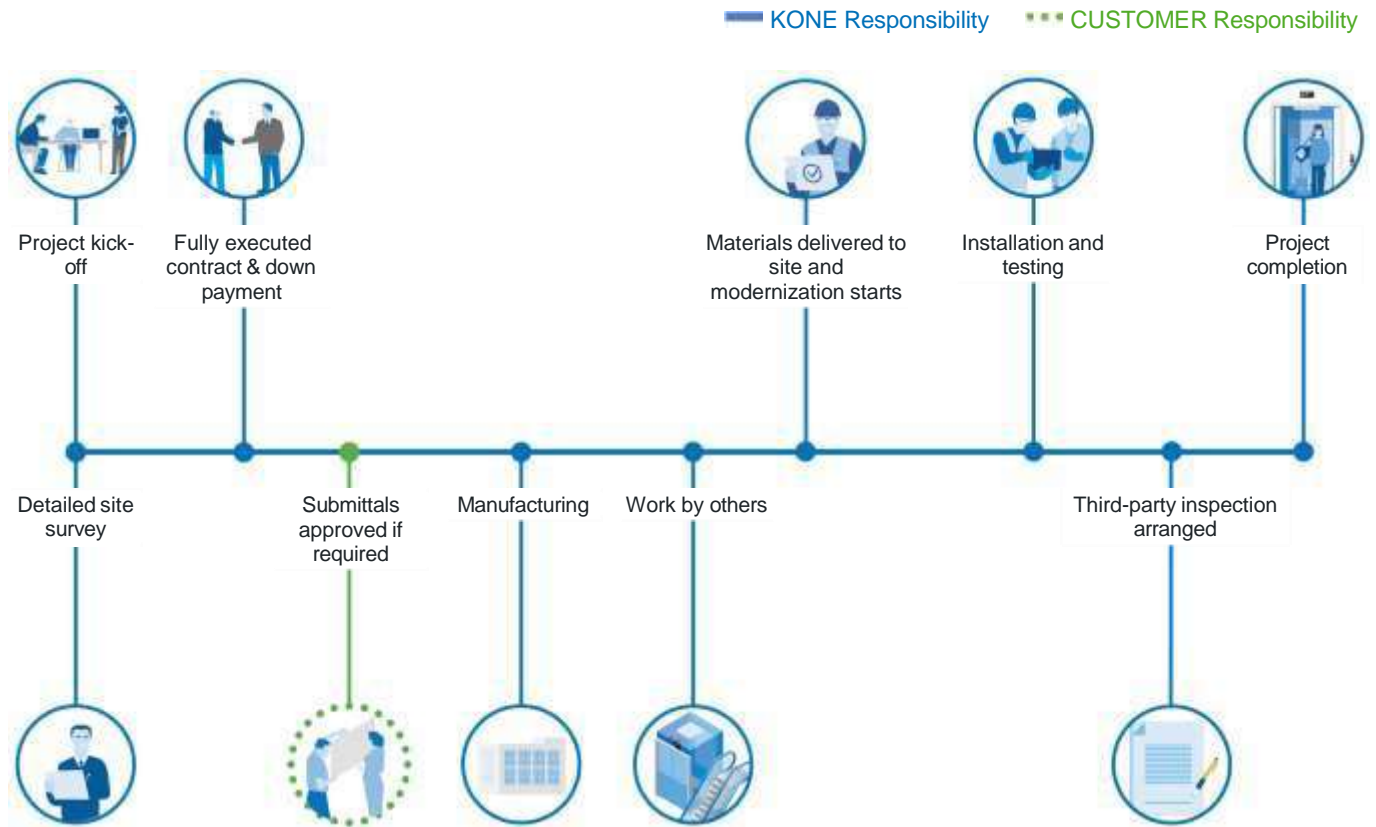 KONE Responsibility
CUSTOMER Responsibility
Project kick-
off
Fully executed
contract & down
payment
Materials delivered to
site and
modernization starts
Installation and
testing
Project
completion
Detailed site
survey
Submittals
approved if
required
Manufacturing
Work by others
Third-party inspection
arranged